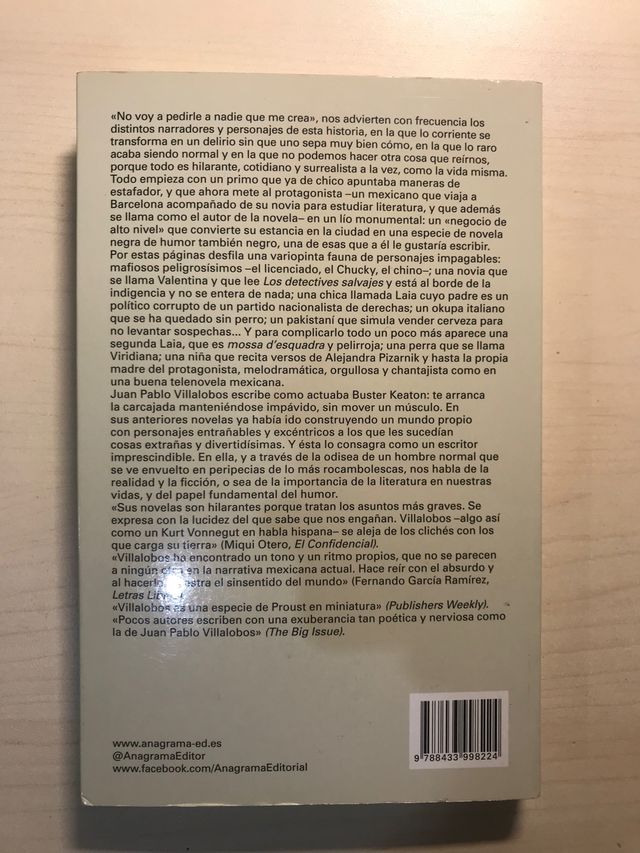 «No voy a pedirle a nadie que me crea», nos advierten con frecuencia los
distintos narradores y personajes de esta historia, en la que lo corriente se
transforma en un delirio sin que uno sepa muy bien cómo, en la que lo raro
acaba siendo normal y en la que no podemos hacer otra cosa que reírnos,
porque todo es hilarante, cotidiano y surrealista a la vez, como la vida misma.
Todo empieza con un primo que ya de chico apuntaba maneras de
estafador, y que ahora mete al protagonista –un mexicano que viaja a
Barcelona acompañado de su novia para estudiar literatura, y que además
se llama como el autor de la novela– en un lío monumental: un «negocio de
alto nivel» que convierte su estancia en la ciudad en una especie de novela
negra de humor también negro, una de esas que a él le gustaría escribir.
Por estas páginas desfila una variopinta fauna de personajes impagables:
mafiosos peligrosísimos –el licenciado, el Chucky, el chino–; una novia que
se llama Valentina y que lee Los detectives salvajes y está al borde de la
indigencia y no se entera de nada; una chica llamada Laia cuyo padre es un
político corrupto de un partido nacionalista de derechas; un okupa italiano
que se ha quedado sin perro; un pakistaní que simula vender cerveza para
no levantar sospechas... Y para complicarlo todo un poco más aparece una
segunda Laia, que es mossa d'esquadra y pelirroja; una perra que se llama
Viridiana; una niña que recita versos de Alejandra Pizarnik y hasta la propia
madre del protagonista, melodramática, orgullosa y chantajista como en
una buena telenovela mexicana.
Juan Pablo Villalobos escribe como actuaba Buster Keaton: te arranca
la carcajada manteniéndose impávido, sin mover un músculo. En
sus anteriores novelas ya había ido construyendo un mundo propio
con personajes entrañables y excéntricos a los que les sucedían
cosas extrañas y divertidísimas. Y ésta lo consagra como un escritor
imprescindible. En ella, y a través de la odisea de un hombre normal que
se ve envuelto en peripecias de lo más rocambolescas, nos habla de la
realidad y la ficción, o sea de la importancia de la literatura en nuestras
vidas, y del papel fundamental del humor.
«Sus novelas son hilarantes porque tratan los asuntos más graves. Se
expresa con la lucidez del que sabe que nos engañan. Villalobos –algo así
como un Kurt Vonnegut en habla hispana– se aleja de los clichés con los
que carga su tierra» (Miqui Otero, El Confidencial).
«Villalobos ha encontrado un tono y un ritmo propios, que no se parecen
a ningún otro en la narrativa mexicana actual. Hace reír con el absurdo y
al hacerlo muestra el sinsentido del mundo» (Fernando García Ramírez,
Letras
«Villalobos es una especie de Proust en miniatura» (Publishers Weekly).
«Pocos autores escriben con una exuberancia tan poética y nerviosa como
la de Juan Pablo Villalobos» (The Big Issue).
www.anagrama-ed.es
@AnagramaEditor
www.facebook.com/AnagramaEditorial
9 788433 998224